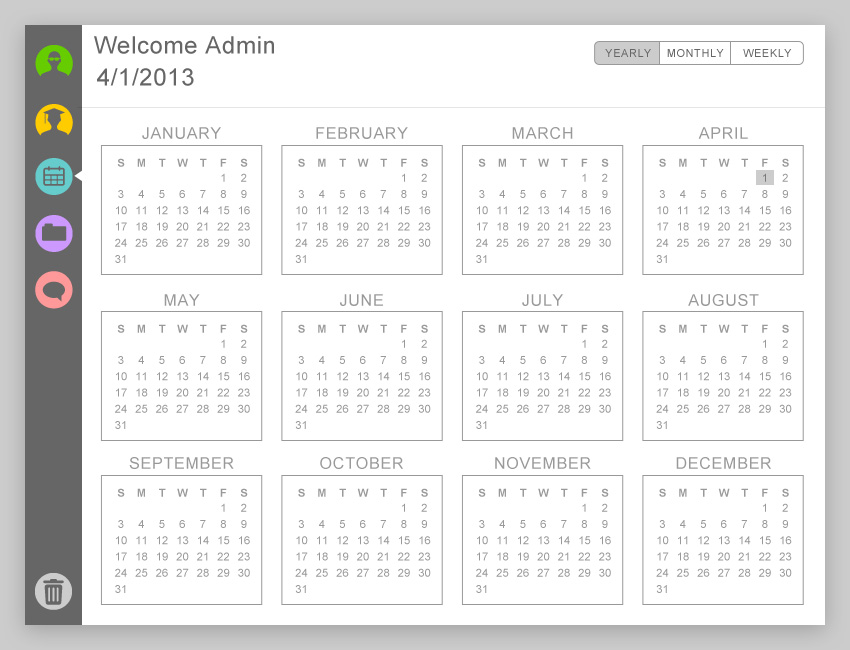 Welcome Admin
4/1/2013
YEARLY MONTHLY WEEKLY
JANUARY
S M T W T F S
1 2
3 4 5 6 7 8 9
10 11 12 13 14 15 16
17 18 19 20 21 22 23
24 25 26 27 28 29 30
31
FEBRUARY
S M T W T F S
1 2
3 4 5 6 7 8 9
10 11 12 13 14 15 16
17 18 19 20 21 22 23
24 25 26 27 28 29 30
31
MARCH
S M T W T F S
1 2
3 4 5 6 7 8 9
10 11 12 13 14 15 16
17 18 19 20 21 22 23
24 25 26 27 28 29 30
31
APRIL
S M T W T F S
1 2
3 4 5 6 7 8 9
10 11 12 13 14 15 16
17 18 19 20 21 22 23
24 25 26 27 28 29 30
31
MAY
S M T W T F S
1 2
3 4 5 6 7 8 9
10 11 12 13 14 15 16
17 18 19 20 21 22 23
24 25 26 27 28 29 30
31
JUNE
S M T W T F S
1 2
3 4 5 6 7 8 9
10 11 12 13 14 15 16
17 18 19 20 21 22 23
24 25 26 27 28 29 30
31
JULY
S M T W T F S
1 2
3 4 5 6 7 8 9
10 11 12 13 14 15 16
17 18 19 20 21 22 23
24 25 26 27 28 29 30
31
AUGUST
S M T W T F S
1 2
3 4 5 6 7 8 9
10 11 12 13 14 15 16
17 18 19 20 21 22 23
24 25 26 27 28 29 30
31
SEPTEMBER
S M T W T F S
1 2
3 4 5 6 7 8 9
10 11 12 13 14 15 16
17 18 19 20 21 22 23
24 25 26 27 28 29 30
31
OCTOBER
S M T W T F S
1 2
3 4 5 6 7 8 9
10 11 12 13 14 15 16
17 18 19 20 21 22 23
24 25 26 27 28 29 30
31
NOVEMBER
S M T W T F S
1 2
3 4 5 6 7 8 9
10 11 12 13 14 15 16
17 18 19 20 21 22 23
24 25 26 27 28 29 30
31
DECEMBER
S M T W T F S
1 2
3 4 5 6 7 8 9
10 11 12 13 14 15 16
17 18 19 20 21 22 23
24 25 26 27 28 29 30
31